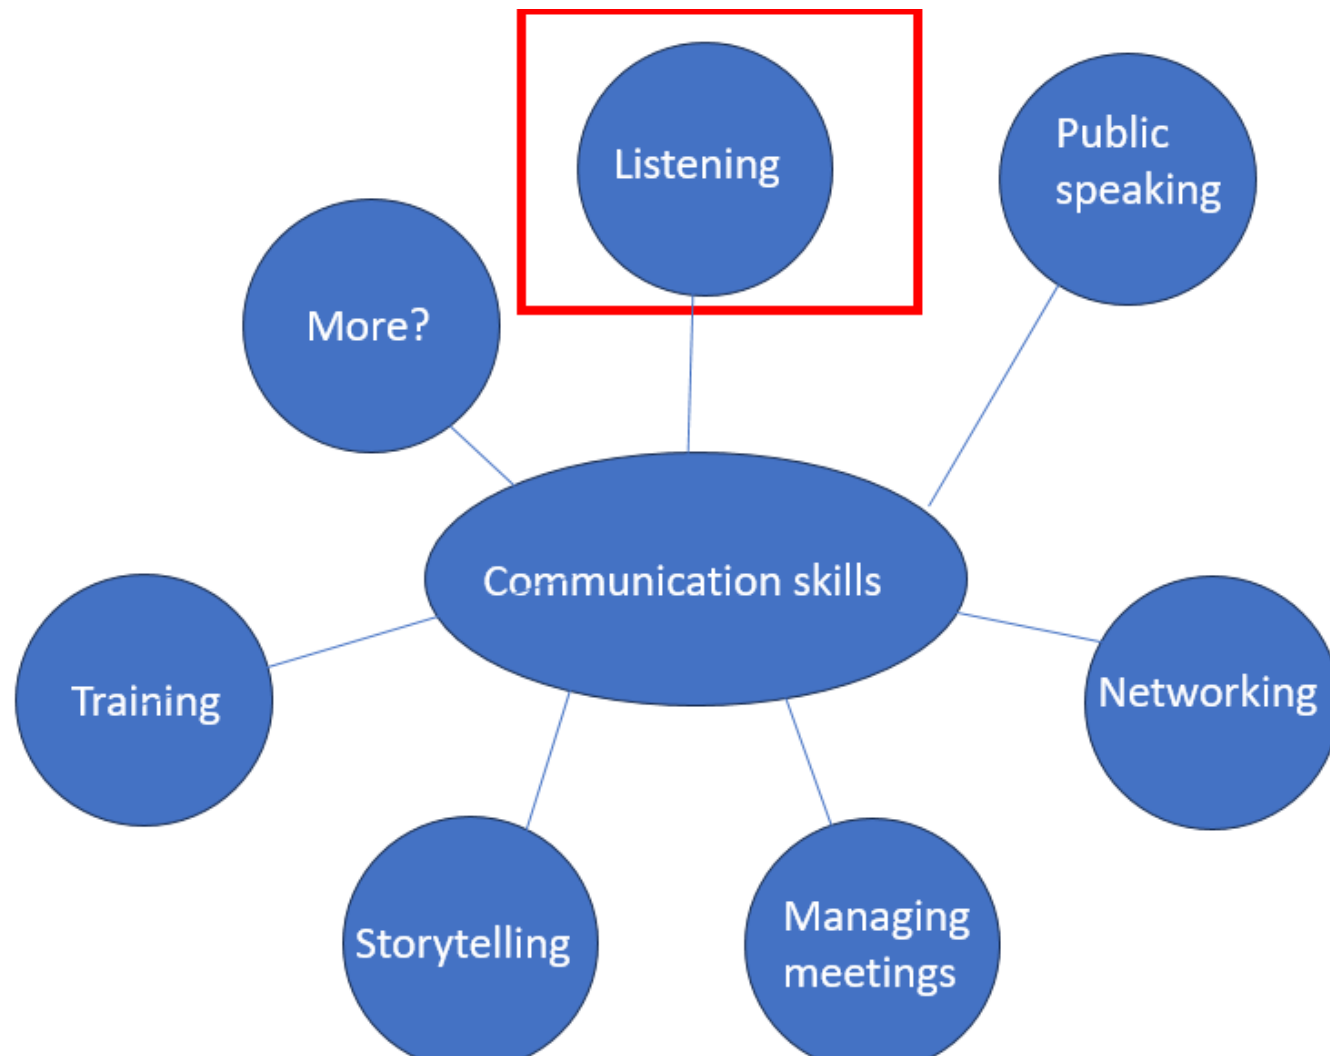 Listening
Public
speaking
More?
Communication skills
Networking
Training
Storytelling
Managing
meetings